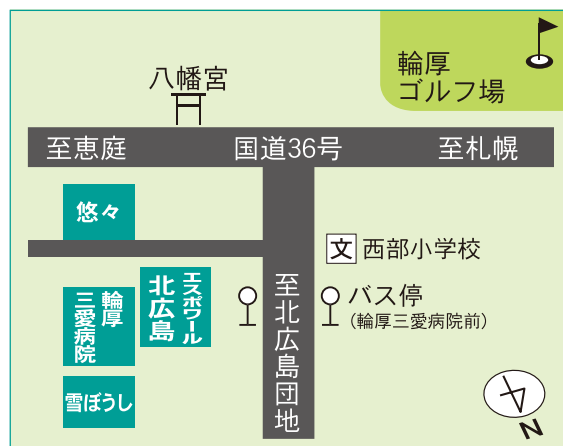 輪厚
ゴルフ場
八幡宮
至恵庭
国道36号
至札幌
悠々
文 西部小学校
エスポワール
北広島
輪厚
三愛病院
至北広島団地
バス停
(輪厚三愛病院前)
雪ぼうし
N